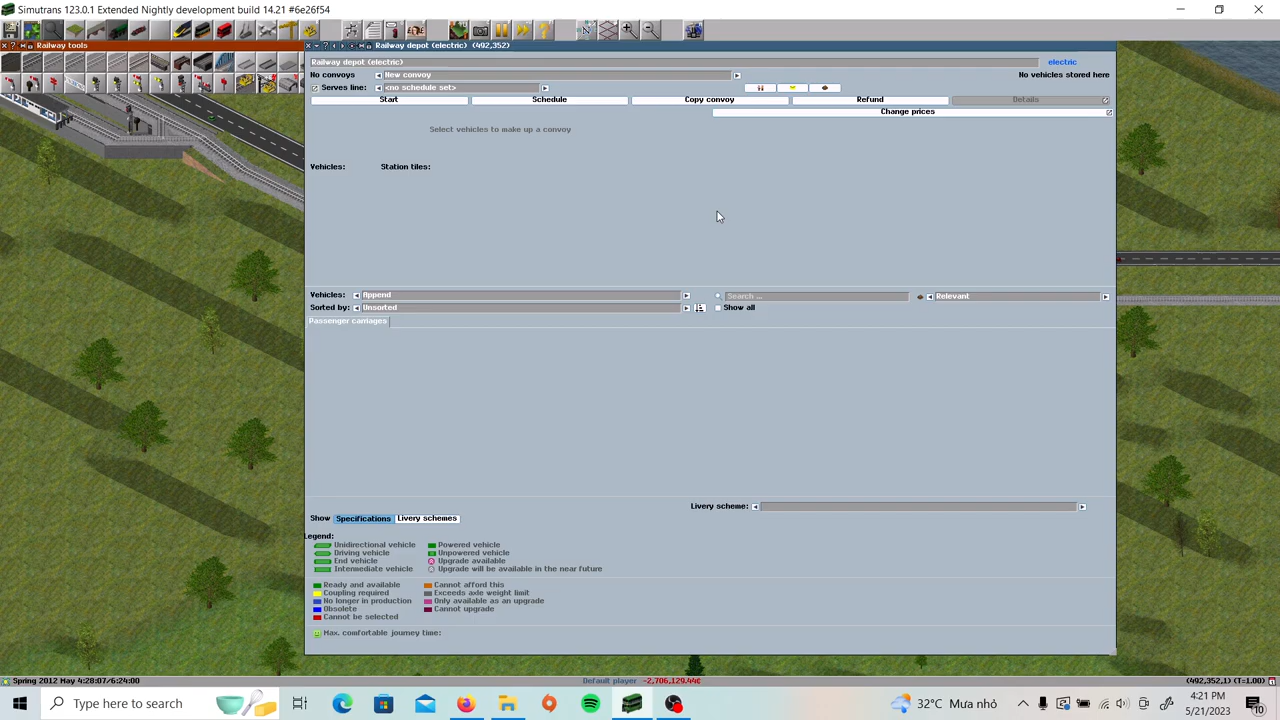 Simutrans 123.0.1 Extended Nightly development build 14.21 #6e26f54
Railway tools
Railway depot (electric) (492,352)
Railway depot (electric)
electric
No convoys
New convoy
No vehicles stored here
Serves line:
<no schedule set>
Start
Schedule
Copy convoy
Refund
Details
Change prices
Select vehicles to make up a convoy
Vehicles:
Station tiles:
Vehicles:
Append
Search ...
Relevant
Sorted by:
Unsorted
Show all
Passenger carriages
Livery scheme:
Show
Specifications
Livery schemes
Legend:
Unidirectional vehicle
Powered vehicle
Driving vehicle
Unpowered vehicle
End vehicle
Upgrade available
Intermediate vehicle
Upgrade will be available in the near future
Ready and available
Cannot afford this
Coupling required
Exceeds axle weight limit
No longer in production
Only available as an upgrade
Obsolete
Cannot upgrade
Cannot be selected
Max. comfortable journey time:
Spring 2012 May 4:28:07/6:24:00
Default player
-2,706,129.44¢
(492,352,1) (T=1.00)
Type here to search
32°C Mưa nhỏ
4:21 PM
5/21/2023
10